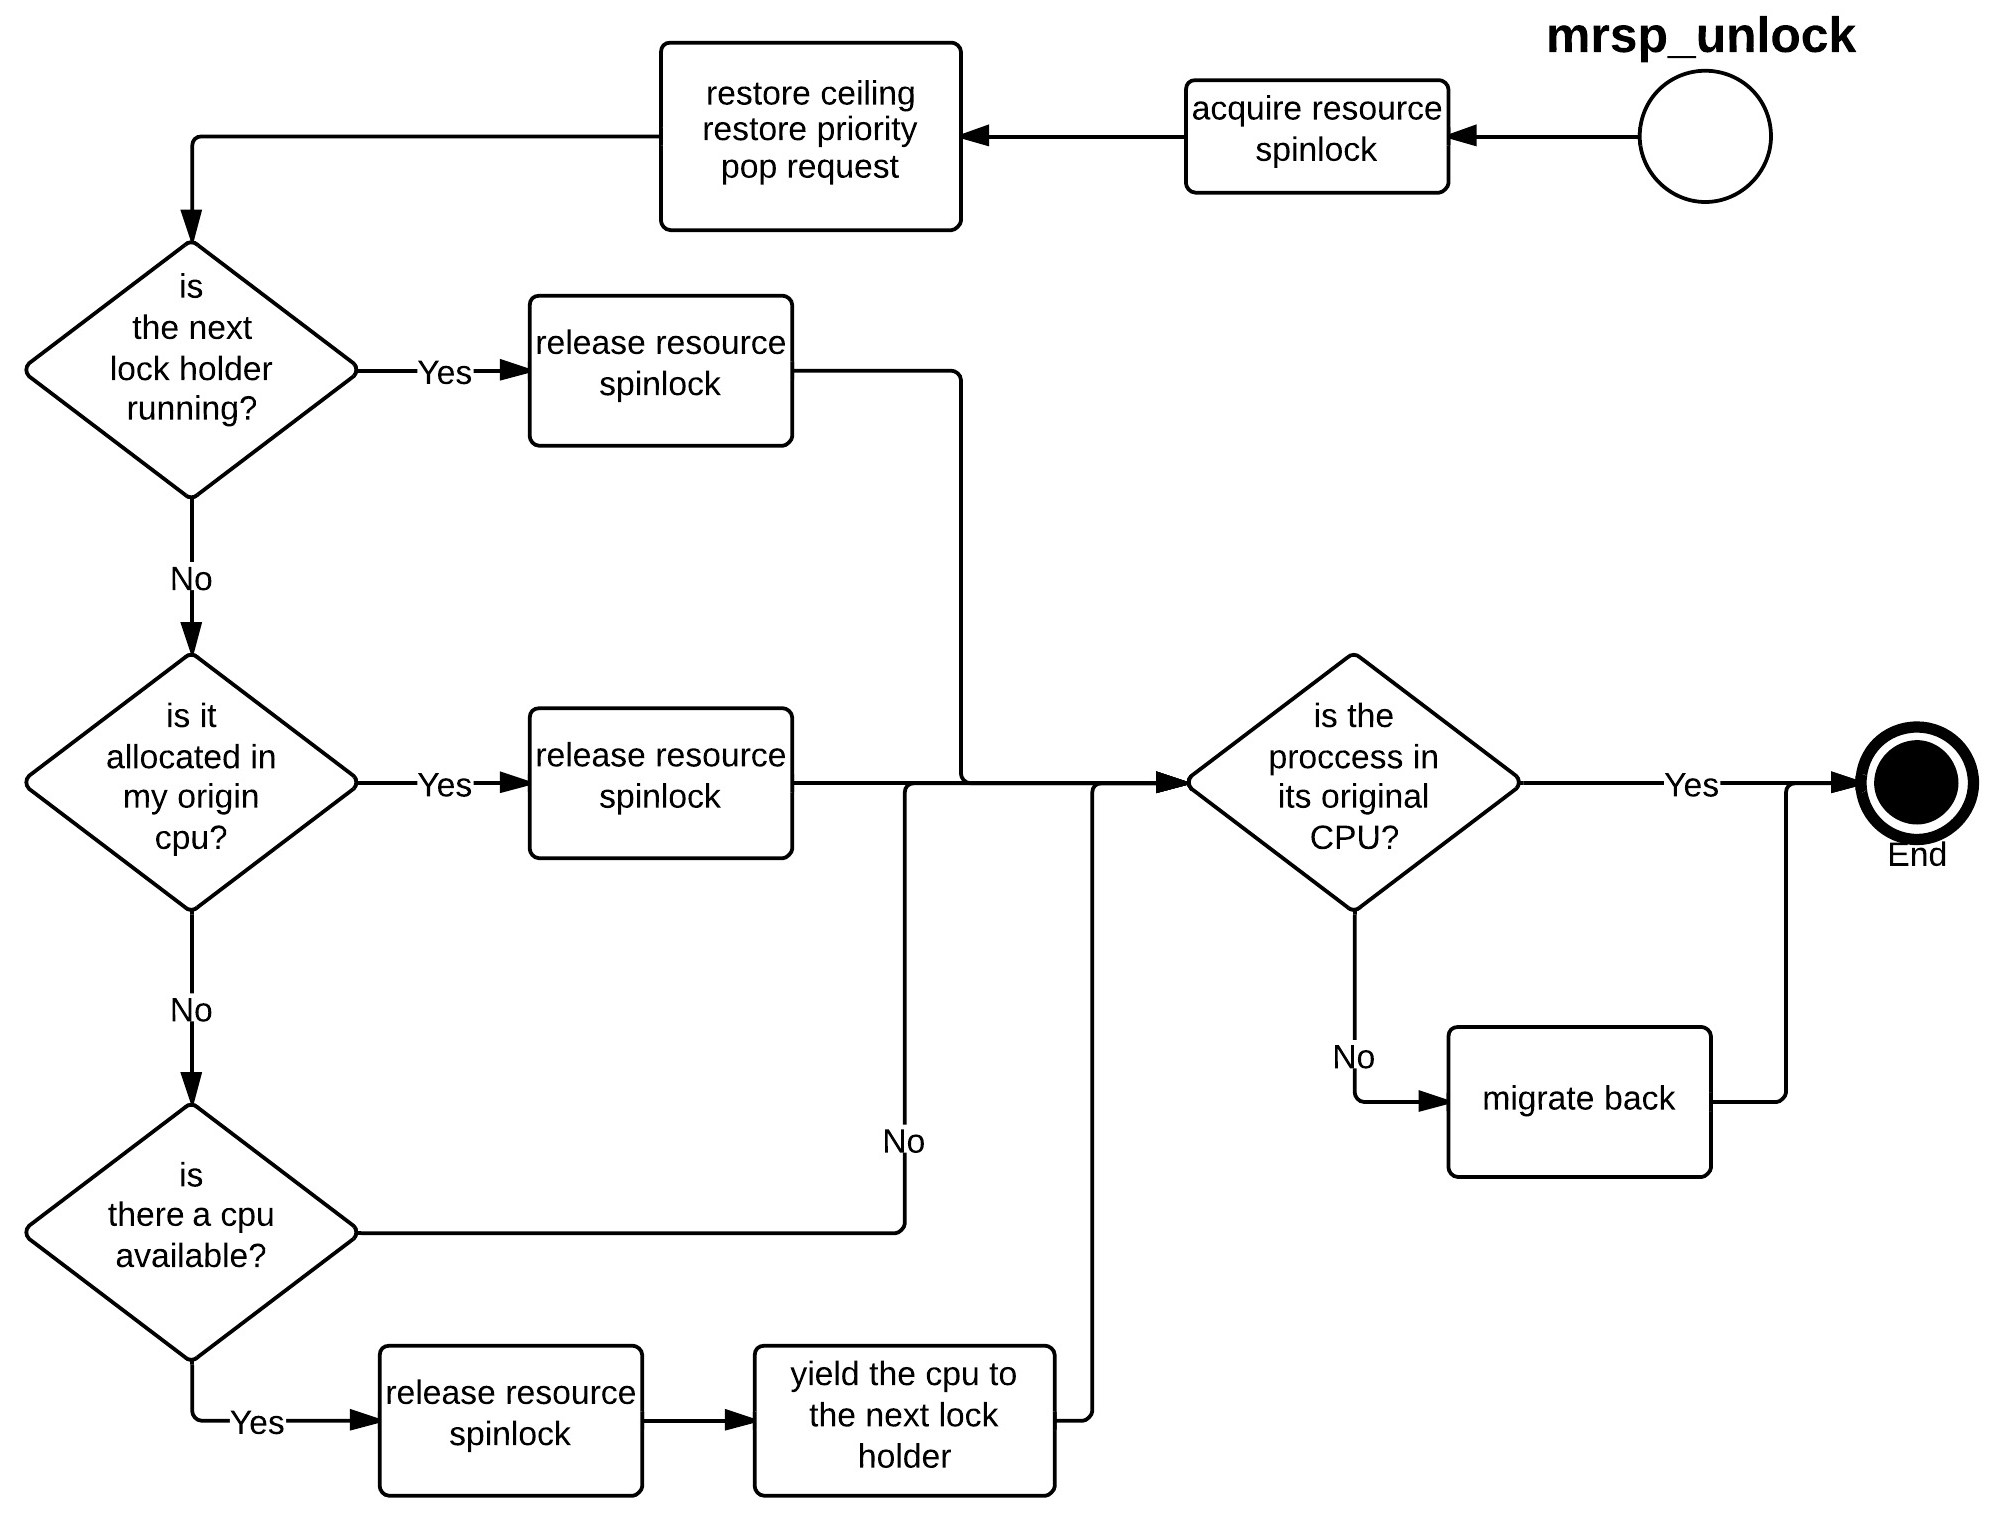 mrsp_unlock
acquire resource
spinlock
restore ceiling
restore priority
pop request
is
the next
lock holder
running?
Yes
release resource
spinlock
No
is it
allocated in
my origin
cpu?
Yes
release resource
spinlock
is the
proccess in
its original
CPU?
Yes
End
No
migrate back
No
is
there a cpu
available?
No
Yes
release resource
spinlock
yield the cpu to
the next lock
holder